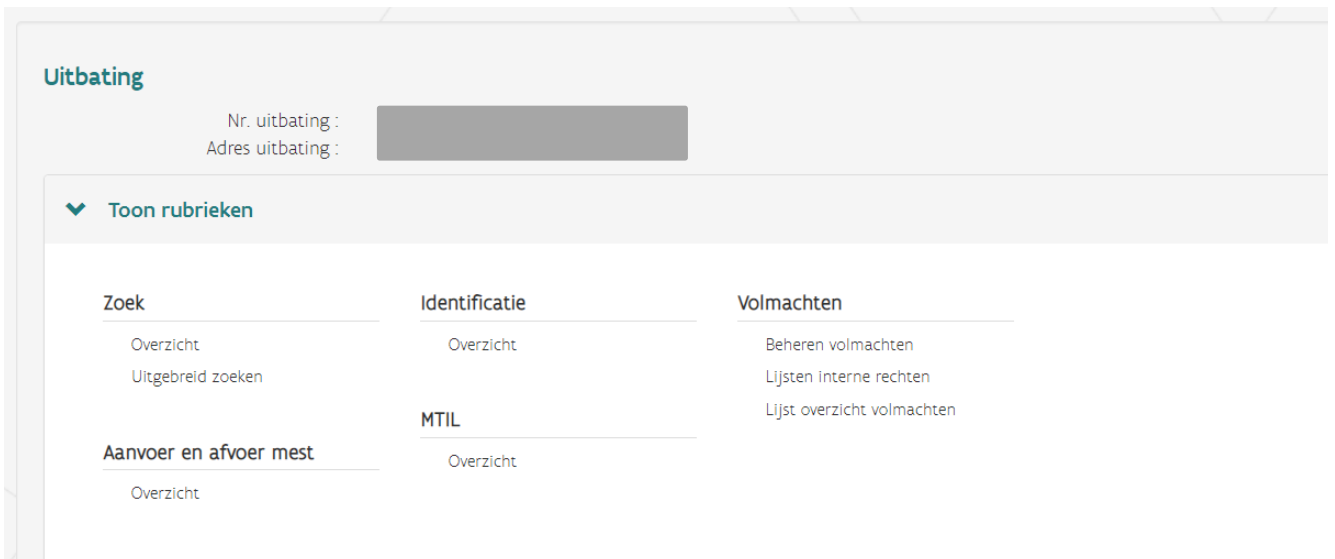 Uitbating
Nr. uitbating :
Adres uitbating :
Toon rubrieken
Zoek
Overzicht
Uitgebreid zoeken
Aanvoer en afvoer mest
Overzicht
Identificatie
Overzicht
MTIL
Overzicht
Volmachten
Beheren volmachten
Lijsten interne rechten
Lijst overzicht volmachten